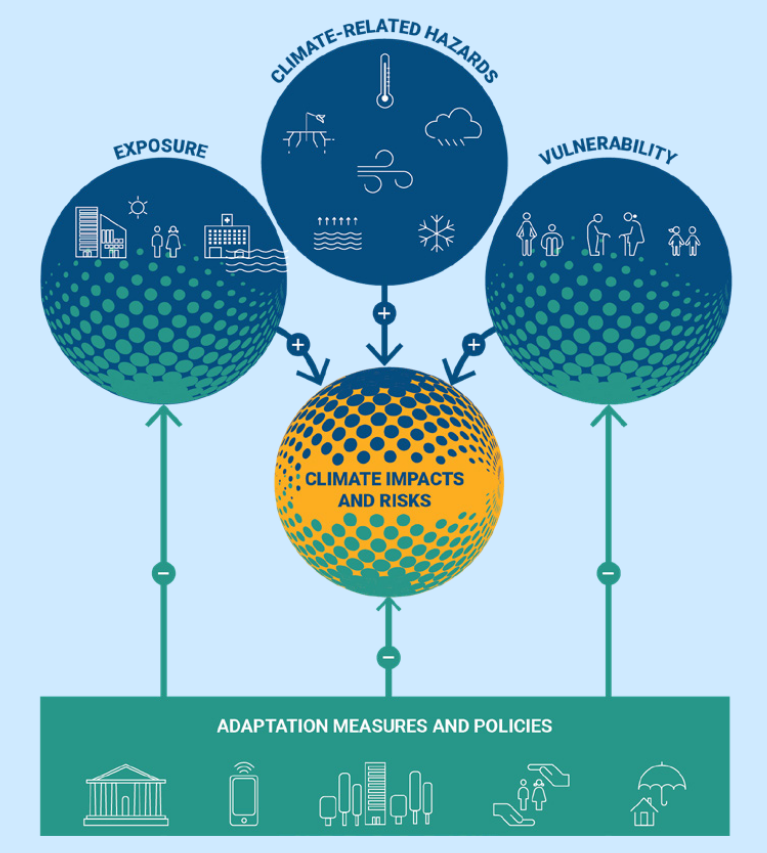 CLIMATE-RELATED HAZARDS
EXPOSURE
VULNERABILITY
+
+
+
CLIMATE IMPACTS
AND RISKS
−
−
−
ADAPTATION MEASURES AND POLICIES